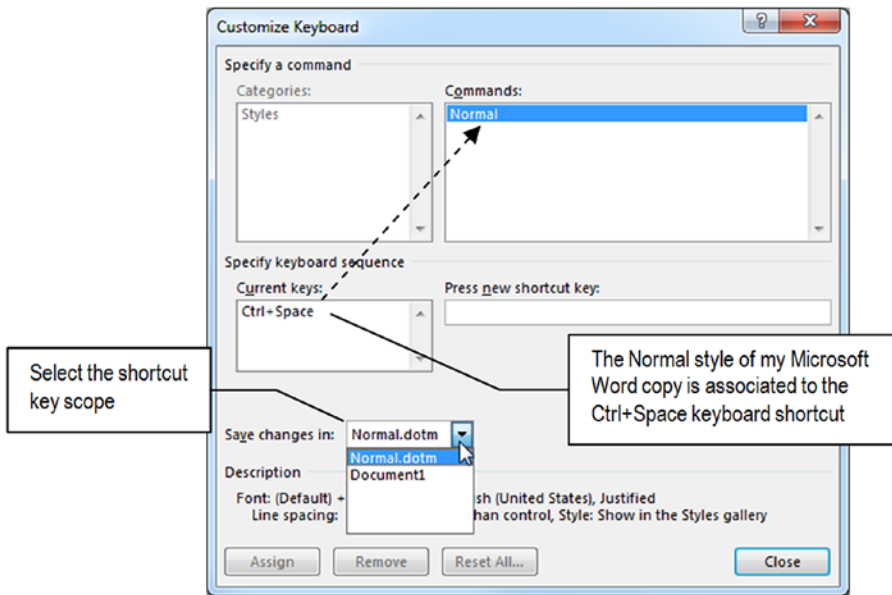 Customize Keyboard
Specify a command
Categories:
Commands:
Styles
Normal
Specify keyboard sequence
Current keys:
Press new shortcut key:
Ctrl+Space
Select the shortcut
key scope
The Normal style of my Microsoft
Word copy is associated to the
Ctrl+Space keyboard shortcut
Save changes in:
Normal.dotm
Normal.dotm
Document1
Description
Font: (Default) + (United States), Justified
Line spacing: control, Style: Show in the Styles gallery
Assign
Remove
Reset All...
Close